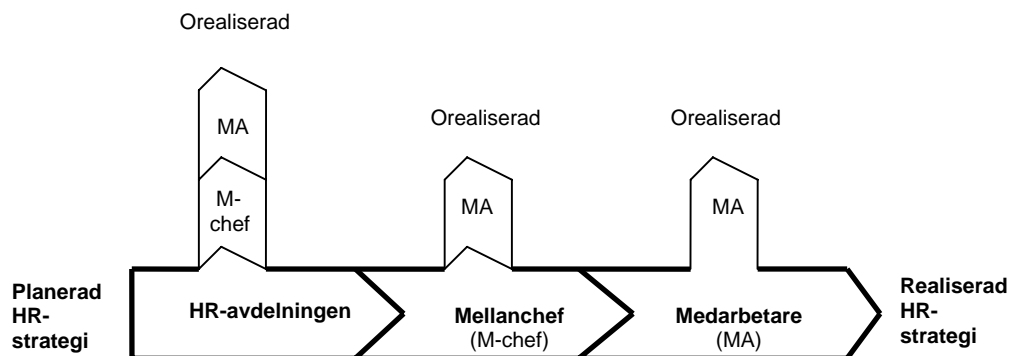 Orealiserad
MA
M-
chef
Orealiserad
MA
Orealiserad
MA
Planerad
HR-
strategi
HR-avdelningen
Mellanchef
(M-chef)
Medarbetare
(MA)
Realiserad
HR-
strategi